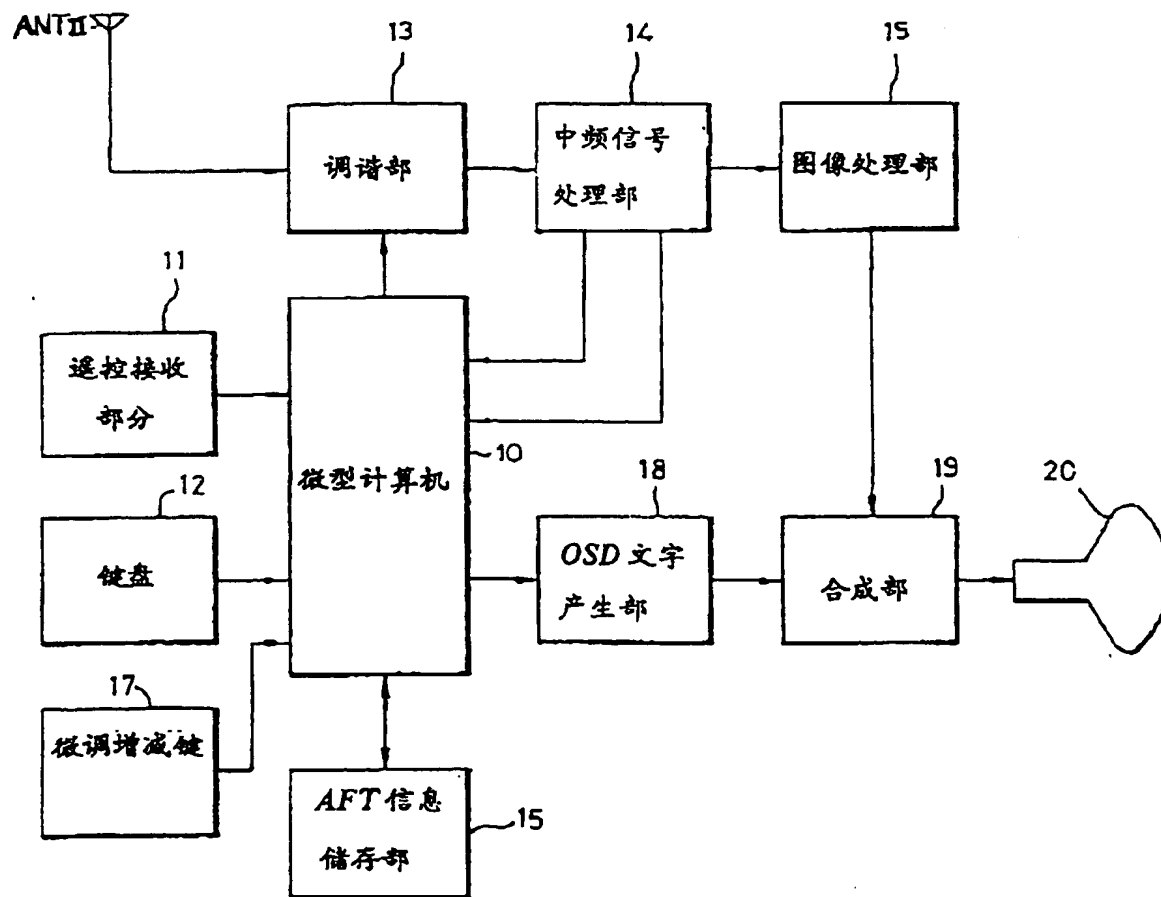 ANTII
13
14
15
调谐部
中频信号
处理部
图像处理部
11
遥控接收
部分
10
微型计算机
12
键盘
18
OSD文字
产生部
19
合成部
20
17
微调增减键
AFT信息
储存部
15